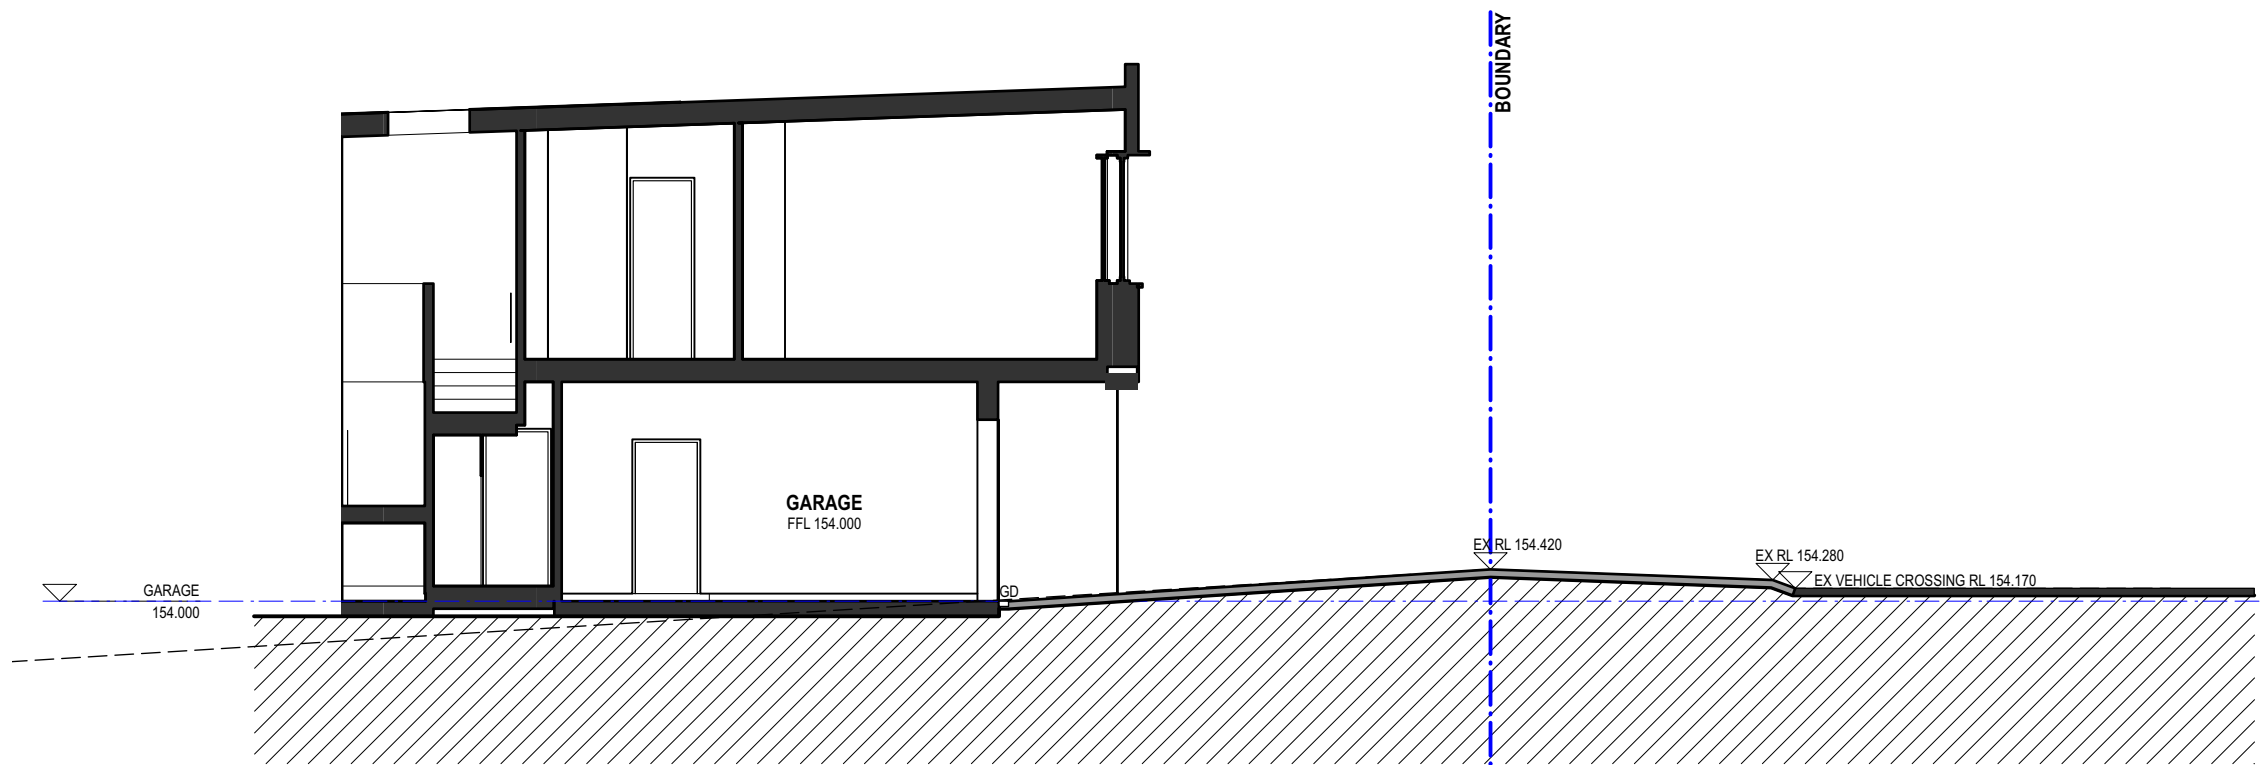 BOUNDARY
GARAGE
FFL 154.000
EX RL 154.420
EX RL 154.280
EX VEHICLE CROSSING RL 154.170
GARAGE
154.000
GD